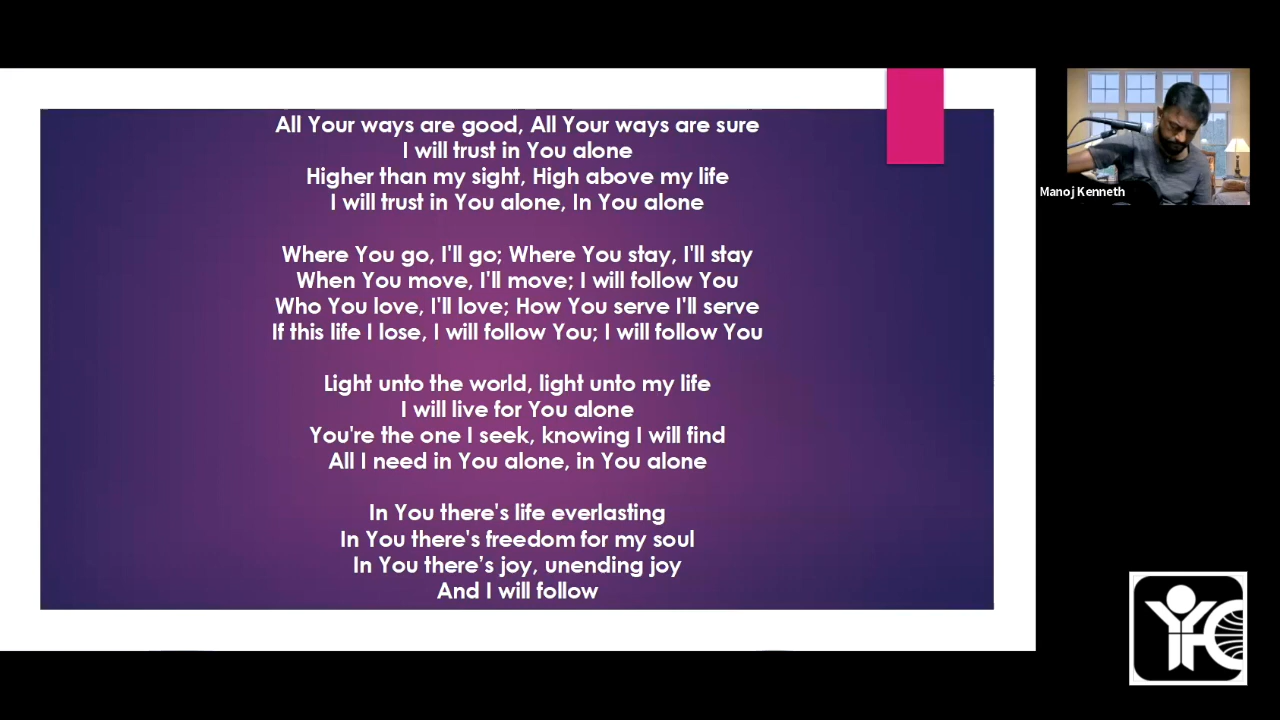 All Your ways are good, All Your ways are sure
I will trust in You alone
Higher than my sight, High above my life
I will trust in You alone, In You alone
Where You go, I'll go; Where You stay, I'll stay
When You move, I'll move; I will follow You
Who You love, I'll love; How You serve I'll serve
If this life I lose, I will follow You; I will follow You
Light unto the world, light unto my life
I will live for You alone
You're the one I seek, knowing I will find
All I need in You alone, in You alone
In You there's life everlasting
In You there's freedom for my soul
In You there's joy, unending joy
And I will follow
Manoj Kenneth
YFC